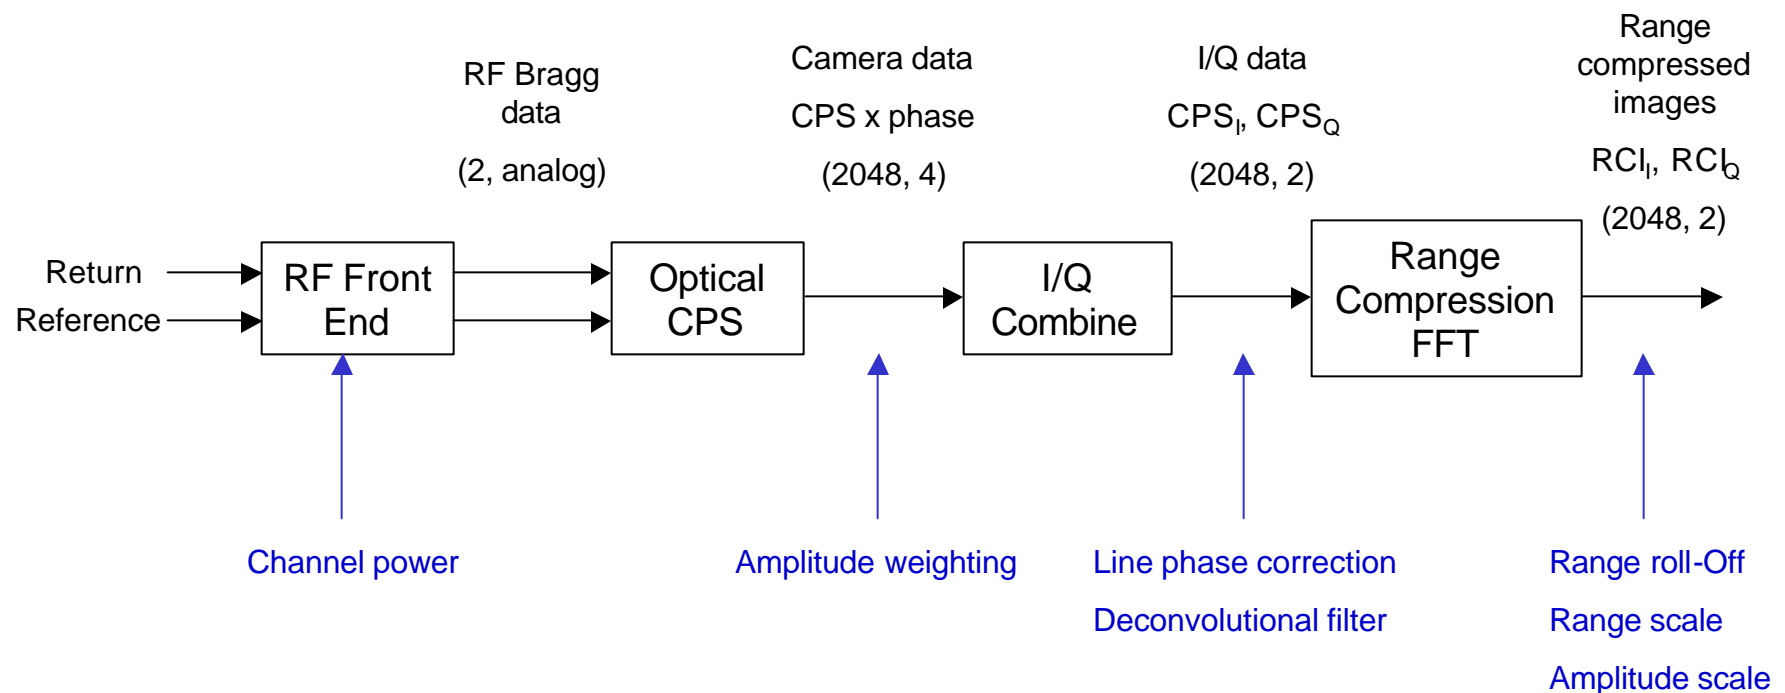 RF Bragg
data
(2, analog)
Camera data
CPS x phase
(2048, 4)
I/Q data
CPS_I, CPS_Q
(2048, 2)
Range
compressed
images
RCI_I, RCI_Q
(2048, 2)
Return
Reference
RF Front
End
Optical
CPS
I/Q
Combine
Range
Compression
FFT
Channel power
Amplitude weighting
Line phase correction
Deconvolutional filter
Range roll-Off
Range scale
Amplitude scale